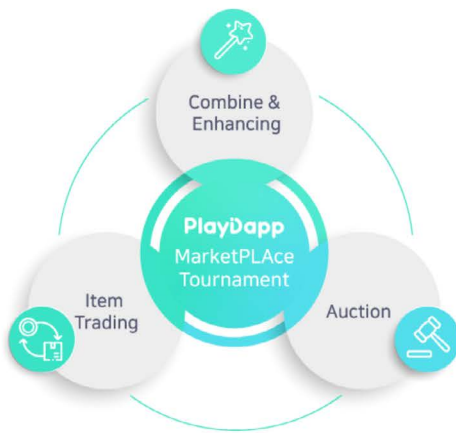 Combine &
Enhancing
PlayDapp
MarketPLAce
Tournament
Item
Trading
Auction